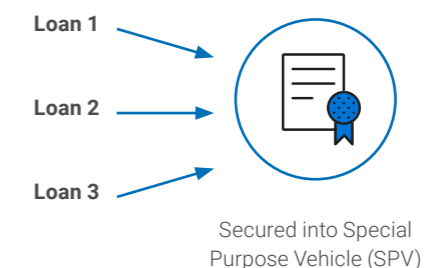 Loan 1
Loan 2
Loan 3
Secured into Special
Purpose Vehicle (SPV)